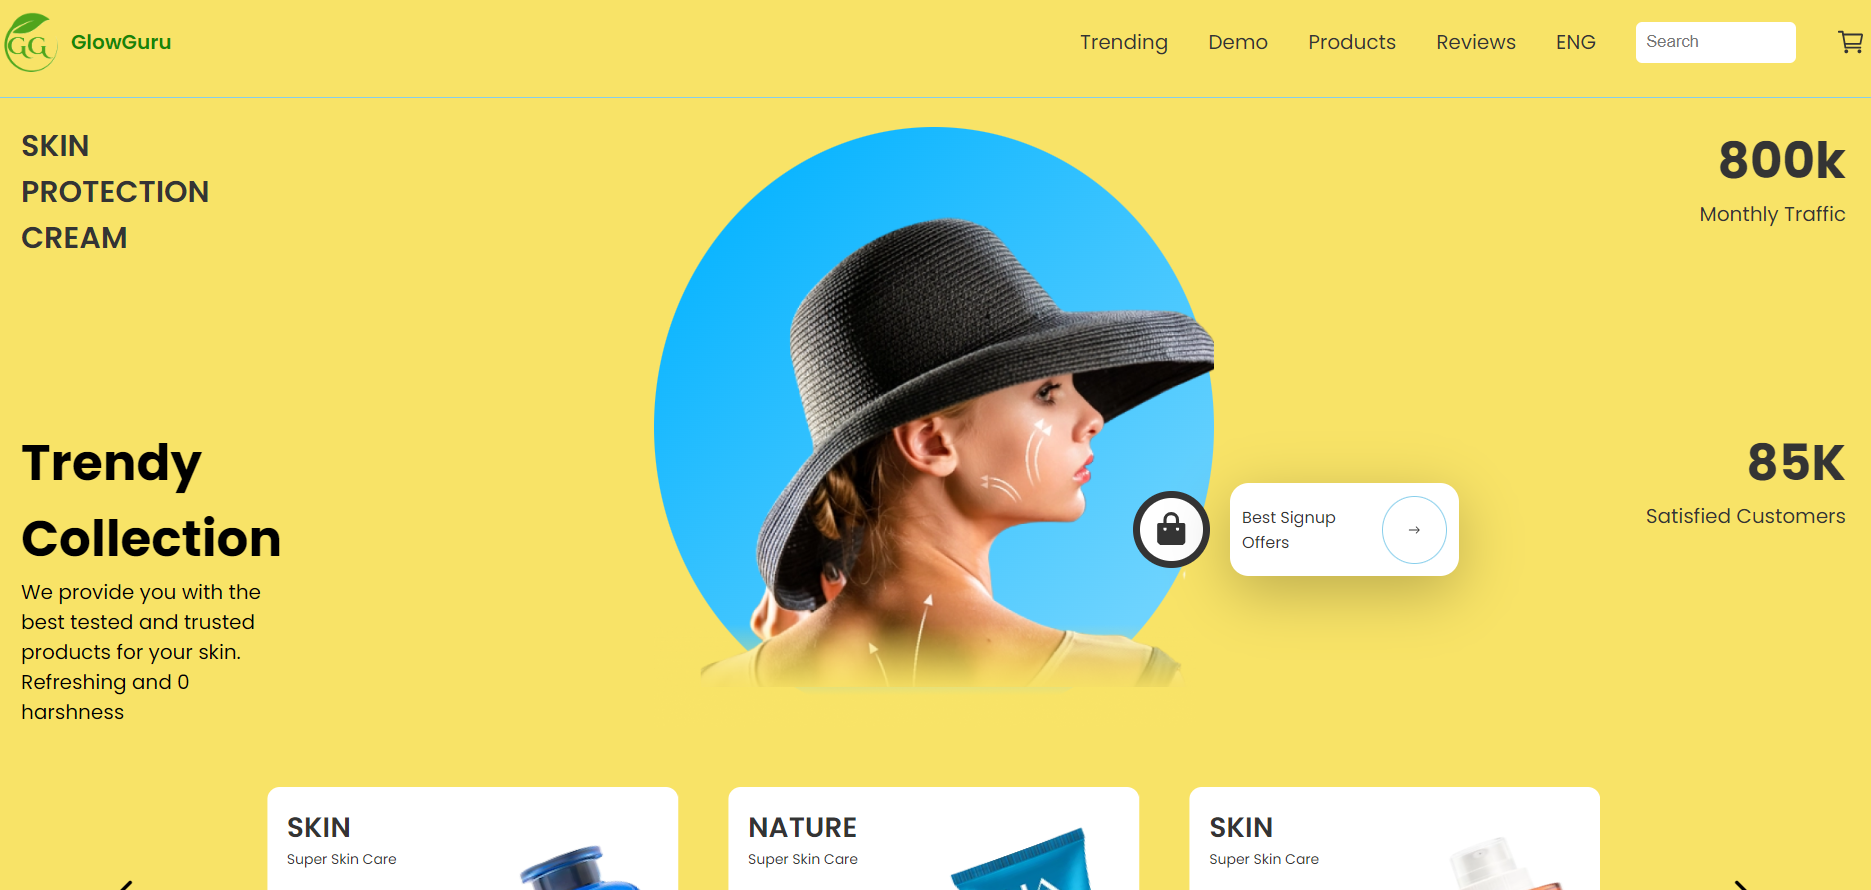 GG GlowGuru
Trending Demo Products Reviews ENG Search
SKIN
PROTECTION
CREAM
800k
Monthly Traffic
Trendy
Collection
We provide you with the
best tested and trusted
products for your skin.
Refreshing and 0
harshness
Best Signup
Offers
85K
Satisfied Customers
SKIN
Super Skin Care
NATURE
Super Skin Care
SKIN
Super Skin Care